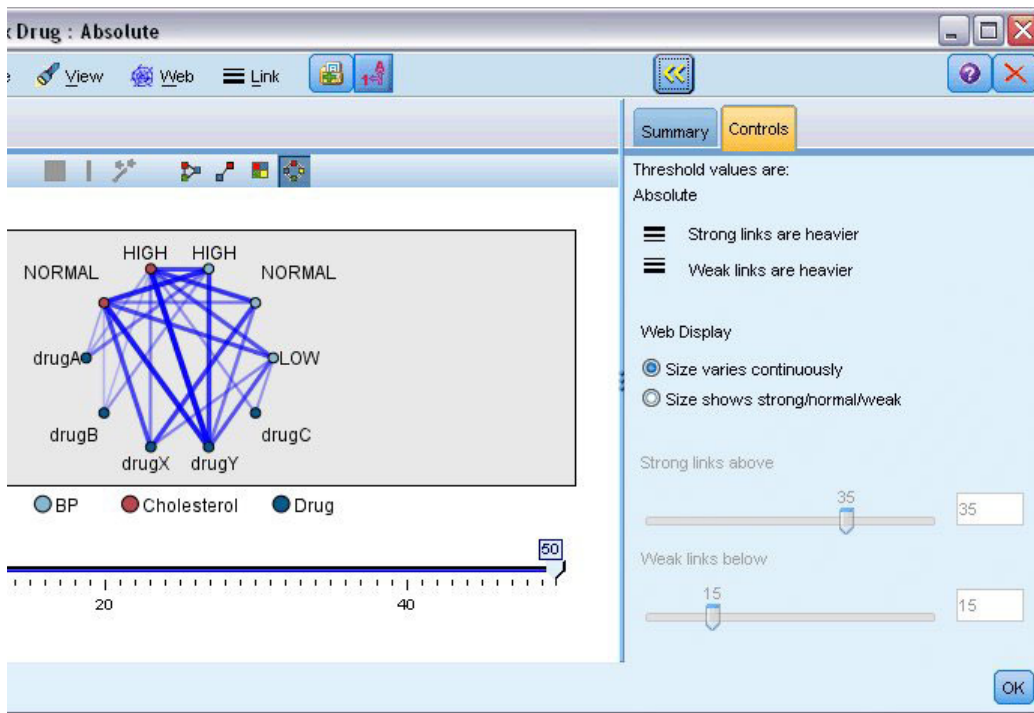 x Drug : Absolute
e View Web Link
Summary Controls
Threshold values are:
Absolute
Strong links are heavier
Weak links are heavier
Web Display
Size varies continuously
Size shows strong/normal/weak
Strong links above
35
35
Weak links below
15
15
OK
HIGH HIGH
NORMAL NORMAL
drugA LOW
drugB drugC
drugX drugY
BP Cholesterol Drug
50
20 40